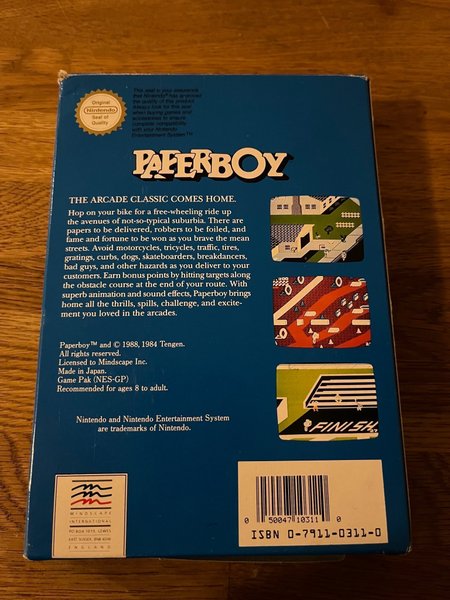 Original
Nintendo
Seal of
Quality
This seal is your assurance
that Nintendo® has approved
the quality of this product.
Always look for this seal
when buying games and
accessories to ensure
complete compatibility
with your Nintendo
Entertainment System™
PAPERBOY
THE ARCADE CLASSIC COMES HOME.
Hop on your bike for a free-wheeling ride up
the avenues of not-so-typical suburbia. There are
papers to be delivered, robbers to be foiled, and
fame and fortune to be won as you brave the mean
streets. Avoid motorcycles, tricycles, traffic, tires,
gratings, curbs, dogs, skateboarders, breakdancers,
bad guys, and other hazards as you deliver to your
customers. Earn bonus points by hitting targets along
the obstacle course at the end of your route. With
superb animation and sound effects, Paperboy brings
home all the thrills, spills, challenge, and excite-
ment you loved in the arcades.
Paperboy™ and © 1988, 1984 Tengen.
All rights reserved.
Licensed to Mindscape Inc.
Made in Japan.
Game Pak (NES-GP)
Recommended for ages 8 to adult.
Nintendo and Nintendo Entertainment System
are trademarks of Nintendo.
FINISH
MINDSCAPE
INTERNATIONAL
PO BOX 1083, LEWES
EAST SUSSEX,
ENGLAND
0 50047 10311 0
ISBN 0-7911-0311-0